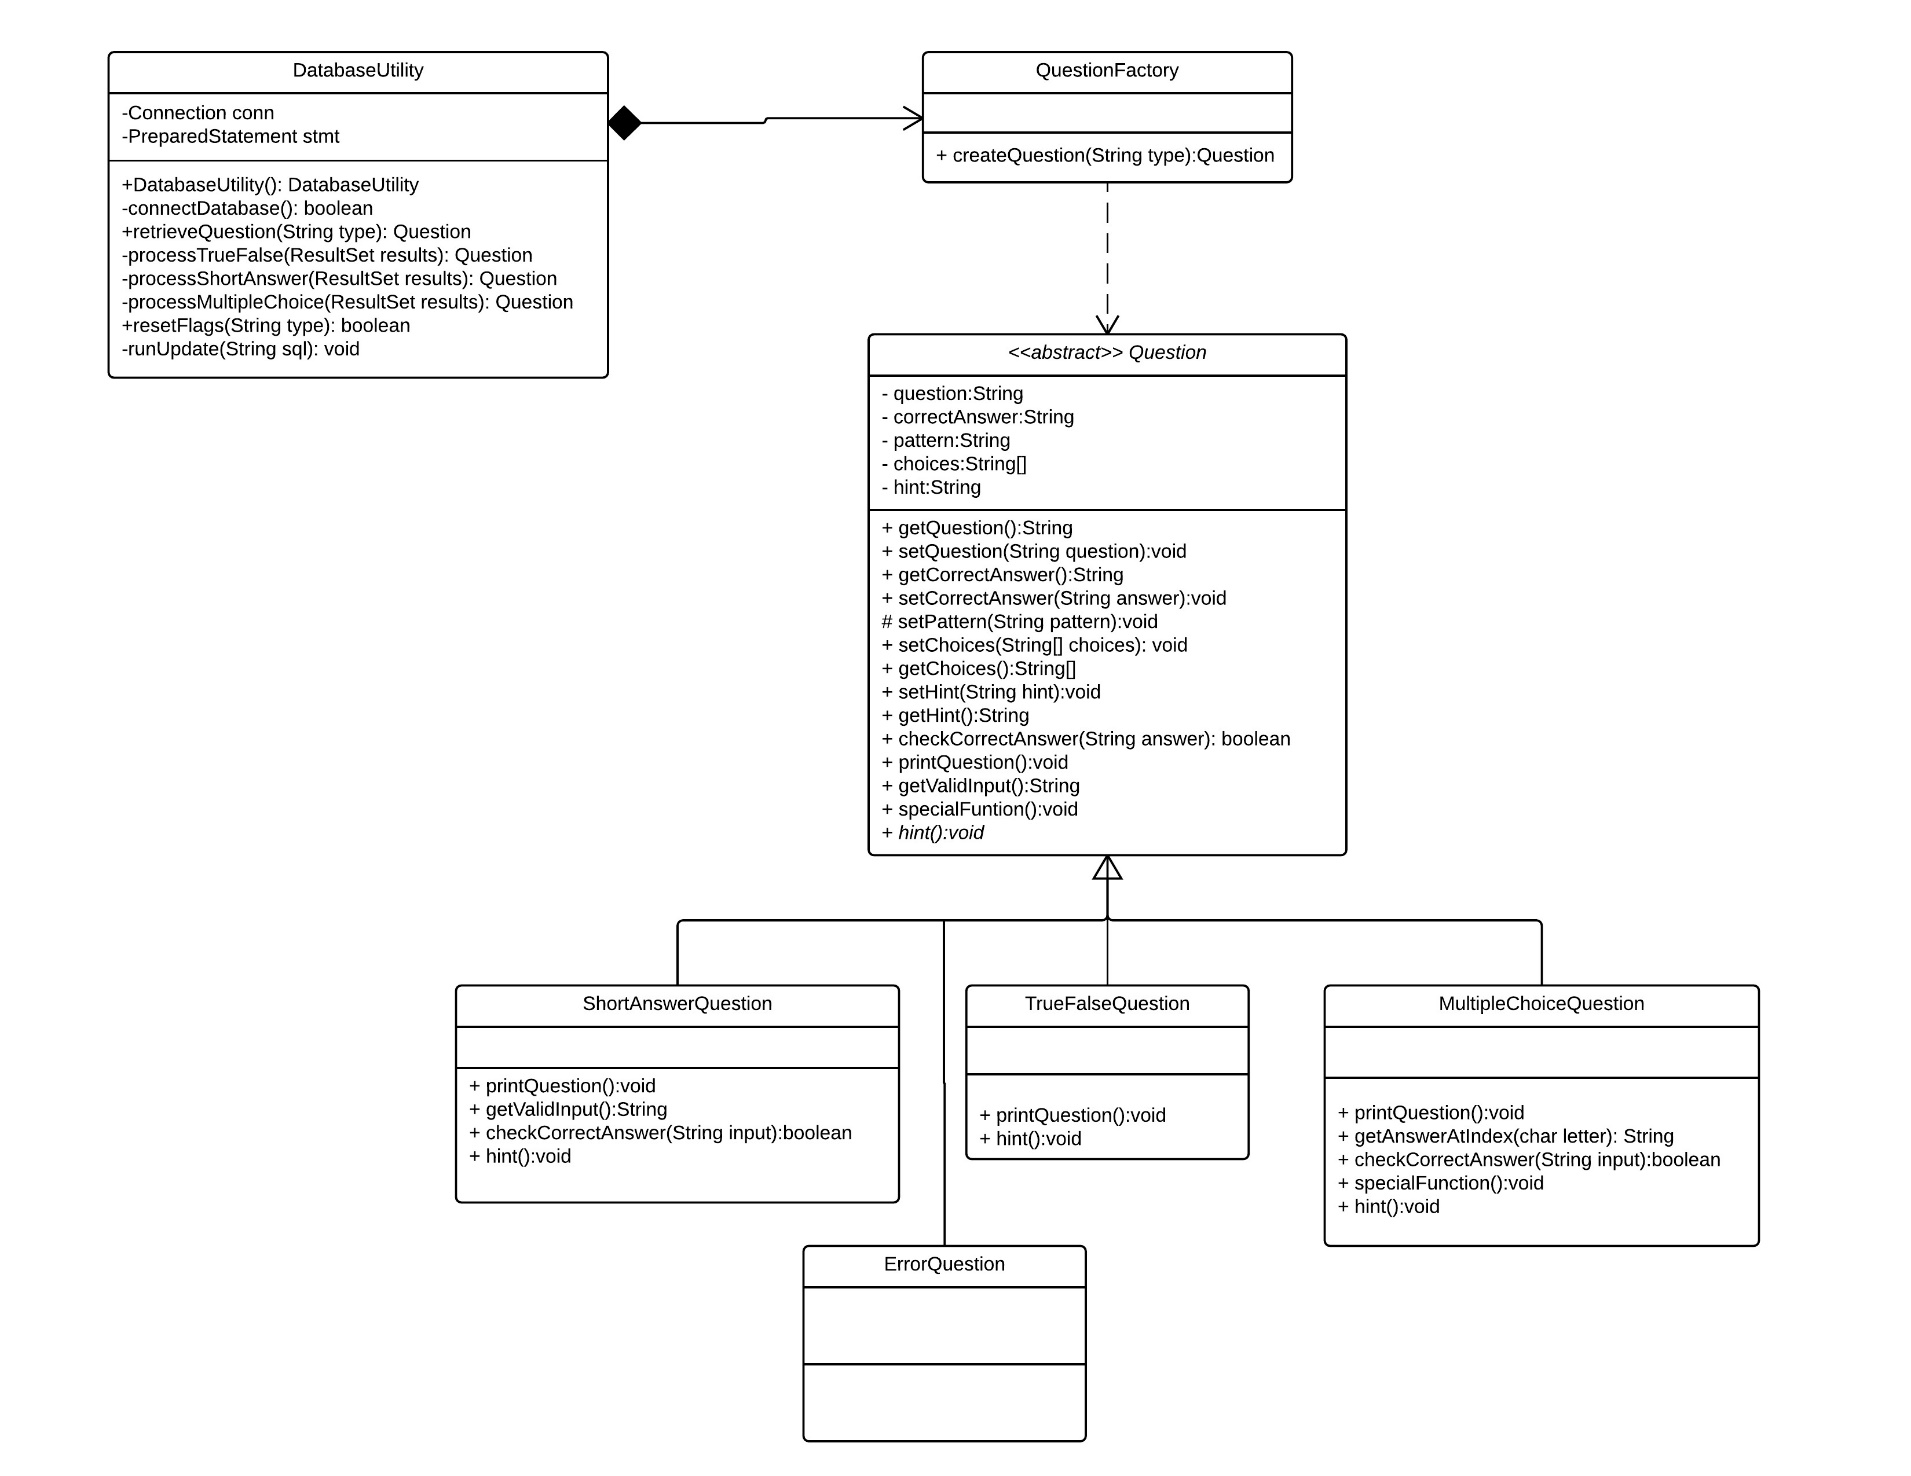 DatabaseUtility
-Connection conn
-PreparedStatement stmt
+DatabaseUtility(): DatabaseUtility
-connectDatabase(): boolean
+retrieveQuestion(String type): Question
-processTrueFalse(ResultSet results): Question
-processShortAnswer(ResultSet results): Question
-processMultipleChoice(ResultSet results): Question
+resetFlags(String type): boolean
-runUpdate(String sql): void
QuestionFactory
+ createQuestion(String type):Question
<<abstract>> Question
- question:String
- correctAnswer:String
- pattern:String
- choices:String[]
- hint:String
+ getQuestion():String
+ setQuestion(String question):void
+ getCorrectAnswer():String
+ setCorrectAnswer(String answer):void
# setPattern(String pattern):void
+ setChoices(String[] choices): void
+ getChoices():String[]
+ setHint(String hint):void
+ getHint():String
+ checkCorrectAnswer(String answer): boolean
+ printQuestion():void
+ getValidInput():String
+ specialFuntion():void
+ hint():void
ShortAnswerQuestion
+ printQuestion():void
+ getValidInput():String
+ checkCorrectAnswer(String input):boolean
+ hint():void
TrueFalseQuestion
+ printQuestion():void
+ hint():void
MultipleChoiceQuestion
+ printQuestion():void
+ getAnswerAtIndex(char letter): String
+ checkCorrectAnswer(String input):boolean
+ specialFunction():void
+ hint():void
ErrorQuestion